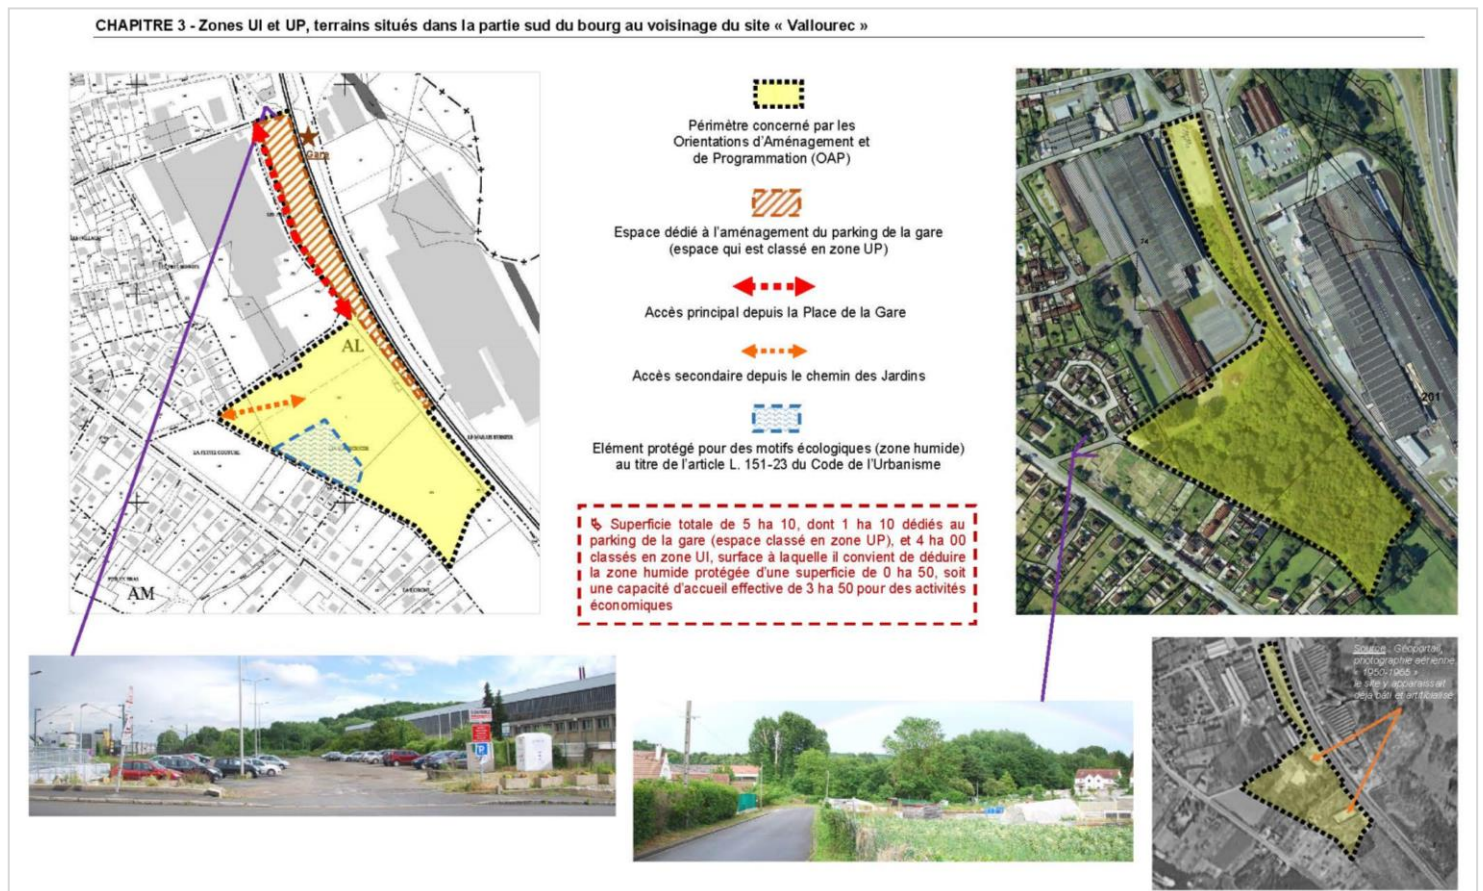 CHAPITRE 3 - Zones UI et UP, terrains situés dans la partie sud du bourg au voisinage du site « Vallourec »
Gare
AL
AM
Périmètre concerné par les
Orientations d'Aménagement et
de Programmation (OAP)
Espace dédié à l'aménagement du parking de la gare
(espace qui est classé en zone UP)
Accès principal depuis la Place de la Gare
Accès secondaire depuis le chemin des Jardins
Elément protégé pour des motifs écologiques (zone humide)
au titre de l'article L. 151-23 du Code de l'Urbanisme
Superficie totale de 5 ha 10, dont 1 ha 10 dédiés au
parking de la gare (espace classé en zone UP), et 4 ha 00
classés en zone UI, surface à laquelle il convient de déduire
la zone humide protégée d'une superficie de 0 ha 50, soit
une capacité d'accueil effective de 3 ha 50 pour des activités
économiques
74
201
P
Source : Géoportail,
photographie aérienne
« 1950-1965 »
le site y apparaissait
déjà bâti et artificialisé